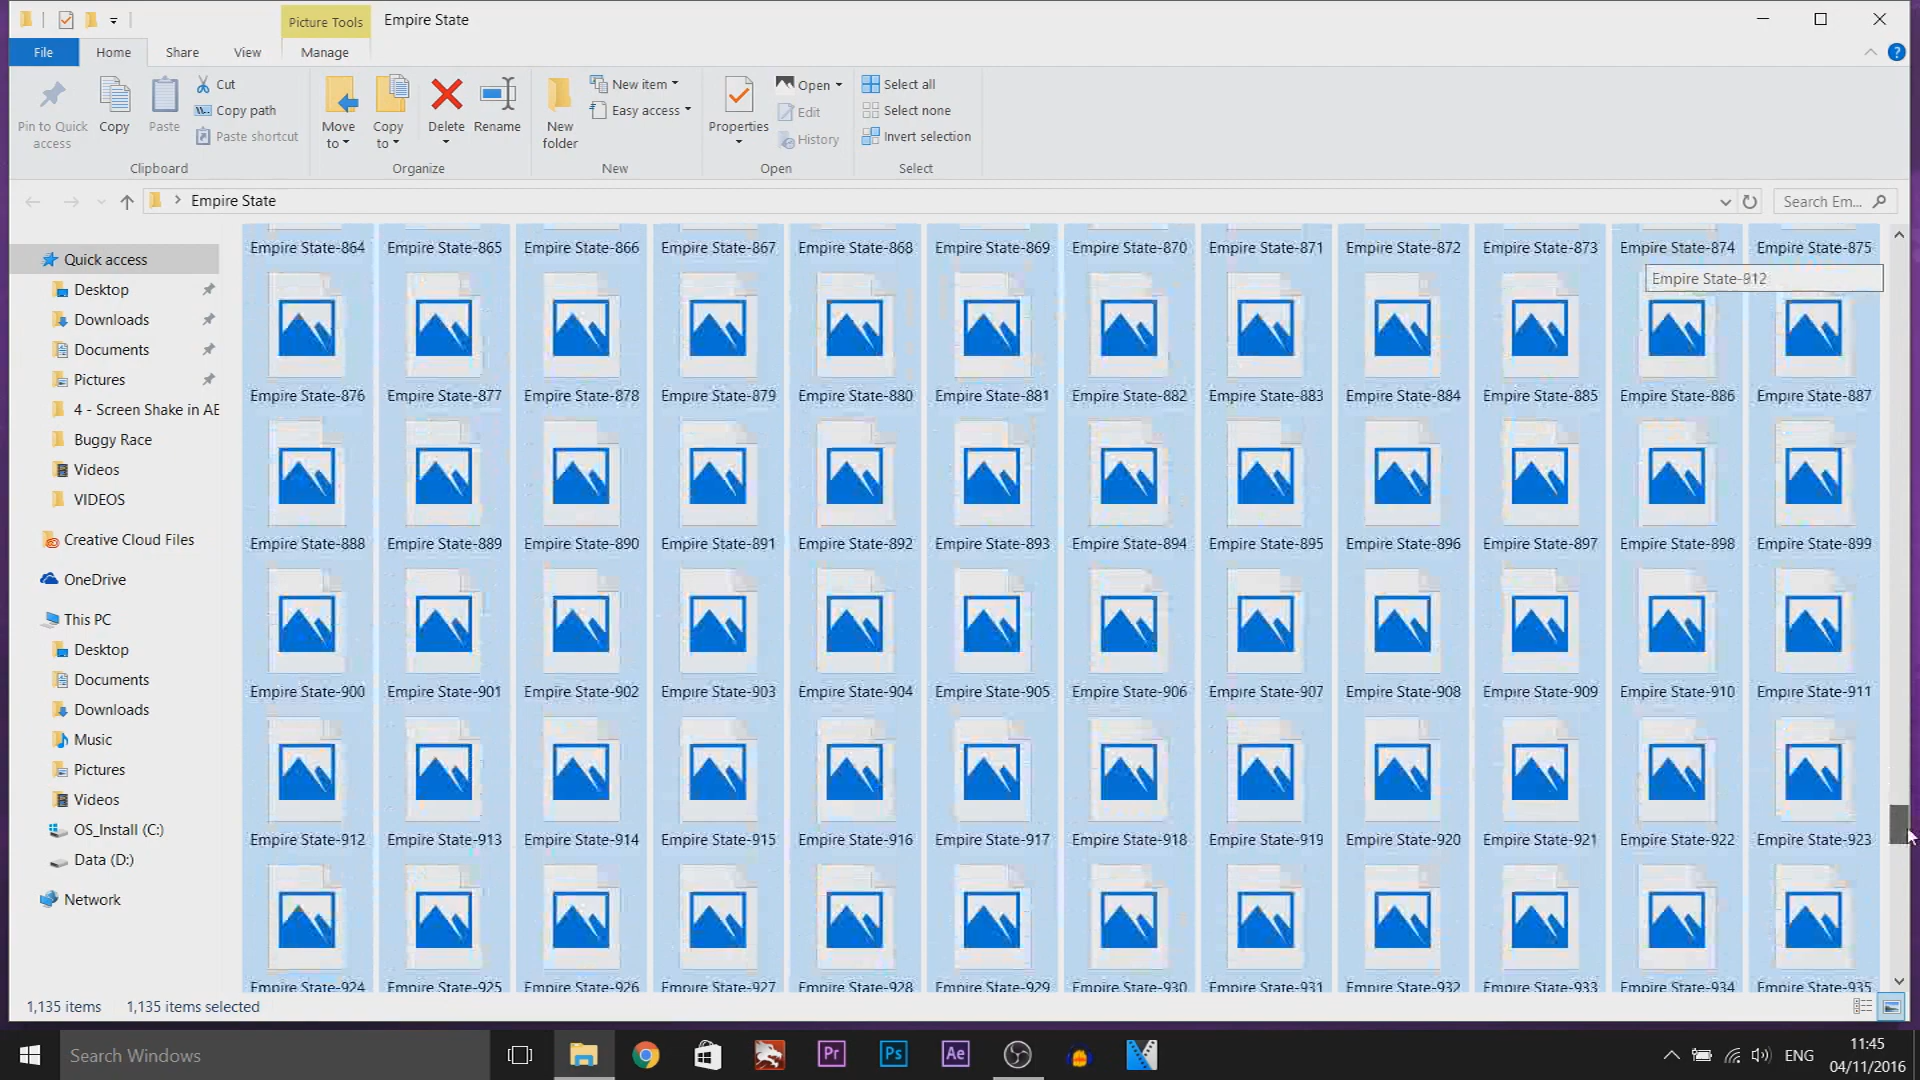 Picture Tools
Empire State
File
Home
Share
View
Manage
Pin to Quick access
Copy
Paste
Cut
Copy path
Paste shortcut
Clipboard
Move to
Copy to
Delete
Rename
Organize
New folder
New item
Easy access
New
Properties
Open
Edit
History
Open
Select all
Select none
Invert selection
Select
Empire State
Search Em...
Quick access
Desktop
Downloads
Documents
Pictures
4 - Screen Shake in AE
Buggy Race
Videos
VIDEOS
Creative Cloud Files
OneDrive
This PC
Desktop
Documents
Downloads
Music
Pictures
Videos
OS_Install (C:)
Data (D:)
Network
Empire State-864 Empire State-865 Empire State-866 Empire State-867 Empire State-868 Empire State-869 Empire State-870 Empire State-871 Empire State-872 Empire State-873 Empire State-874 Empire State-875
Empire State-912
Empire State-876 Empire State-877 Empire State-878 Empire State-879 Empire State-880 Empire State-881 Empire State-882 Empire State-883 Empire State-884 Empire State-885 Empire State-886 Empire State-887
Empire State-888 Empire State-889 Empire State-890 Empire State-891 Empire State-892 Empire State-893 Empire State-894 Empire State-895 Empire State-896 Empire State-897 Empire State-898 Empire State-899
Empire State-900 Empire State-901 Empire State-902 Empire State-903 Empire State-904 Empire State-905 Empire State-906 Empire State-907 Empire State-908 Empire State-909 Empire State-910 Empire State-911
Empire State-912 Empire State-913 Empire State-914 Empire State-915 Empire State-916 Empire State-917 Empire State-918 Empire State-919 Empire State-920 Empire State-921 Empire State-922 Empire State-923
Empire State-924 Empire State-925 Empire State-926 Empire State-927 Empire State-928 Empire State-929 Empire State-930 Empire State-931 Empire State-932 Empire State-933 Empire State-934 Empire State-935
1,135 items
1,135 items selected
Search Windows
Pr
Ps
Ae
ENG
11:45
04/11/2016